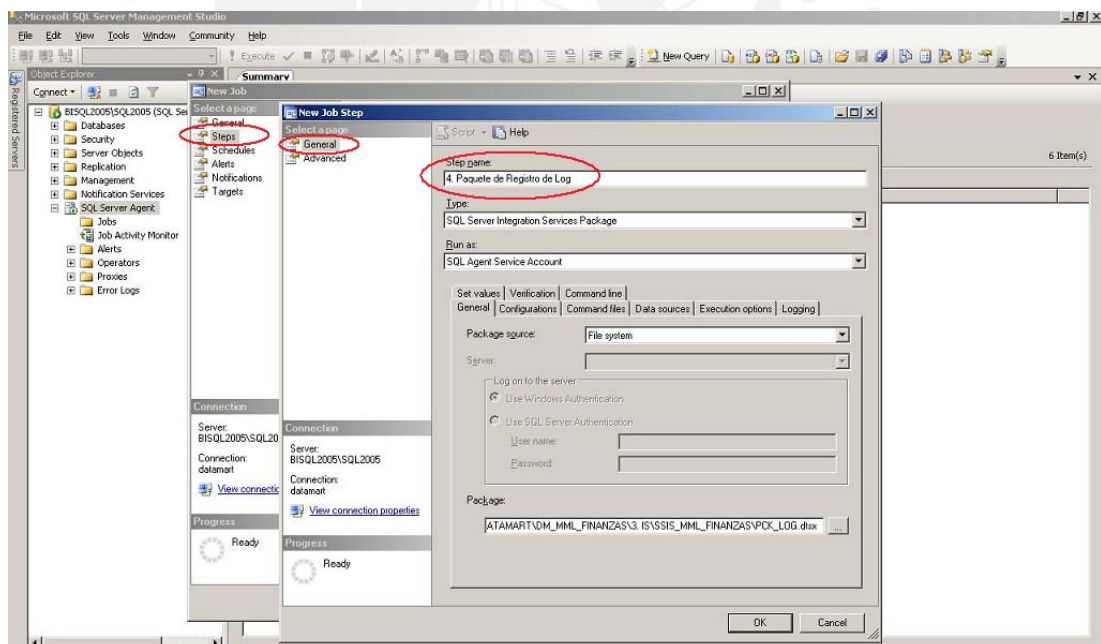 Microsoft SQL Server Management Studio
File Edit View Tools Window Community Help
Execute New Query
Registered Servers
Object Explorer
Summary
Connect
6 Item(s)
BISQL2005\SQL2005 (SQL Se
Databases
Security
Server Objects
Replication
Management
Notification Services
SQL Server Agent
Jobs
Job Activity Monitor
Alerts
Operators
Proxies
Error Logs
New Job
Select a page
General
Steps
Schedules
Alerts
Notifications
Targets
Connection
Server:
BISQL2005\SQL20
Connection:
datamart
View connectio
Progress
Ready
New Job Step
Select a page
General
Advanced
Connection
Server:
BISQL2005\SQL2005
Connection:
datamart
View connection properties
Progress
Ready
Script Help
Step name:
4. Paquete de Registro de Log
Type:
SQL Server Integration Services Package
Run as:
SQL Agent Service Account
Set values Verification Command line
General Configurations Command files Data sources Execution options Logging
Package source: File system
Server:
Log on to the server
Use Windows Authentication
Use SQL Server Authentication
User name:
Password:
Package:
ATAMART\DM_MML_FINANZAS\3. IS\SSIS_MML_FINANZAS\PCK_LOG.dtsx ...
OK Cancel